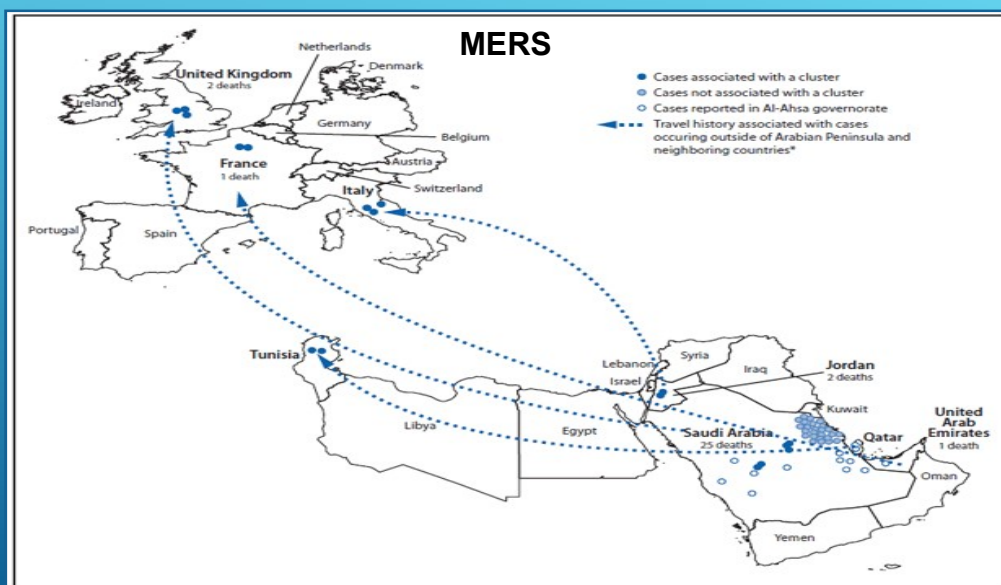 MERS
Netherlands
Denmark
United Kingdom
2 deaths
Ireland
Germany
Belgium
France
1 death
Austria
Switzerland
Italy
Portugal
Spain
Cases associated with a cluster
Cases not associated with a cluster
Cases reported in Al-Ahsa governorate
Travel history associated with cases
occuring outside of Arabian Peninsula and
neighboring countries*
Tunisia
Libya
Egypt
Lebanon
Israel
Syria
Iraq
Jordan
2 deaths
Kuwait
Saudi Arabia
25 deaths
Qatar
United
Arab
Emirates
1 death
Oman
Yemen